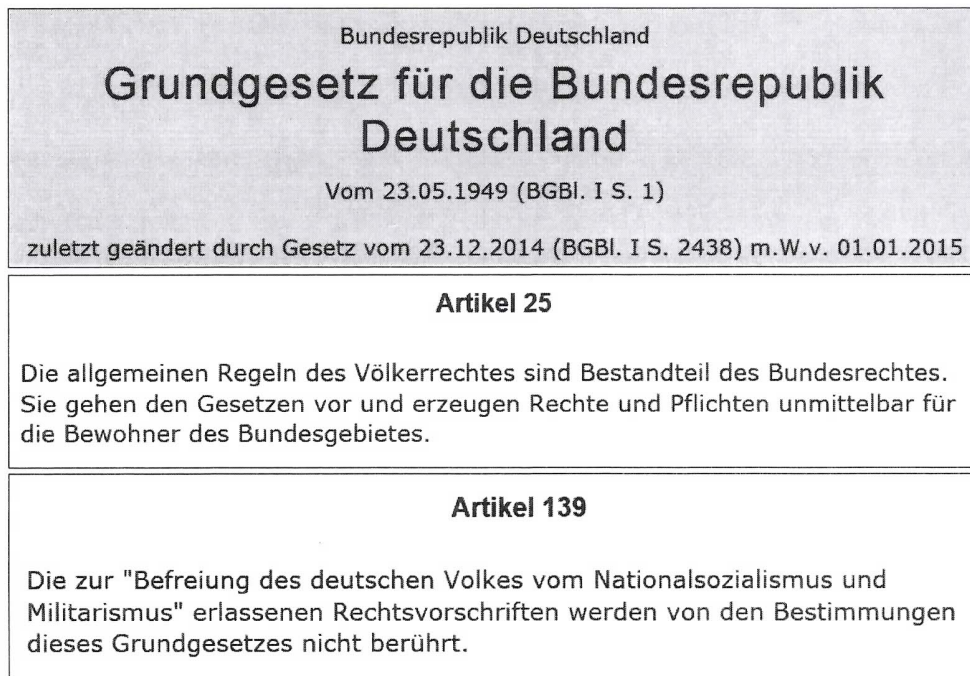 Bundesrepublik Deutschland
Grundgesetz für die Bundesrepublik
Deutschland
Vom 23.05.1949 (BGBl. I S. 1)
zuletzt geändert durch Gesetz vom 23.12.2014 (BGBl. I S. 2438) m.W.v. 01.01.2015
Artikel 25
Die allgemeinen Regeln des Völkerrechtes sind Bestandteil des Bundesrechtes.
Sie gehen den Gesetzen vor und erzeugen Rechte und Pflichten unmittelbar für
die Bewohner des Bundesgebietes.
Artikel 139
Die zur "Befreiung des deutschen Volkes vom Nationalsozialismus und
Militarismus" erlassenen Rechtsvorschriften werden von den Bestimmungen
dieses Grundgesetzes nicht berührt.